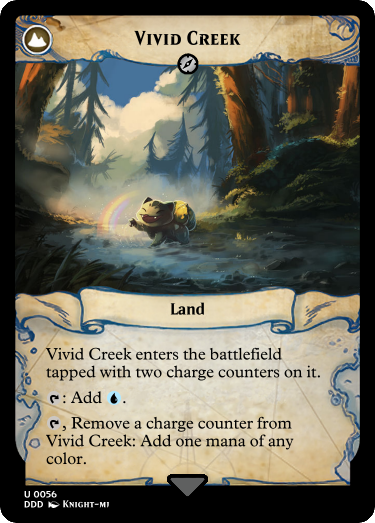 Vivid Creek
Land
Vivid Creek enters the battlefield
tapped with two charge counters on it.
: Add .
, Remove a charge counter from
Vivid Creek: Add one mana of any
color.
U 0056
DDD Knight-MJ